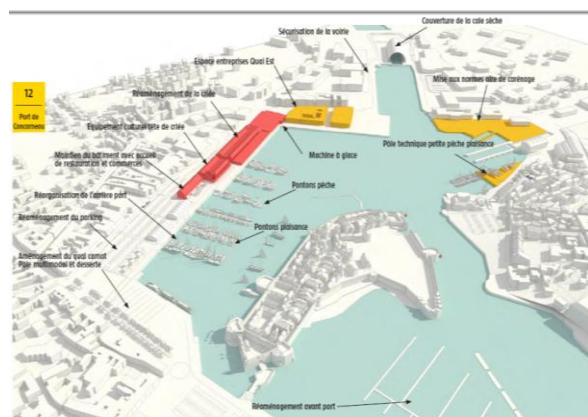 Couverture de la cale sèche
Sécurisation de la voirie
Espace entreprises Quai Est
Mise aux normes aire de carénage
12
Port de
Concarneau
Réaménagement de la criée
Equipement culturel tête de criée
Machine à glace
Pôle technique petite pêche plaisance
Maintien du bâtiment avec accueil
de restauration et commerces
Pontons pêche
Réorganisation de l'arrière port
Réaménagement du parking
Pontons plaisance
Aménagement du quai carnot
Pole multimodal et desserte
Réaménagement avant port